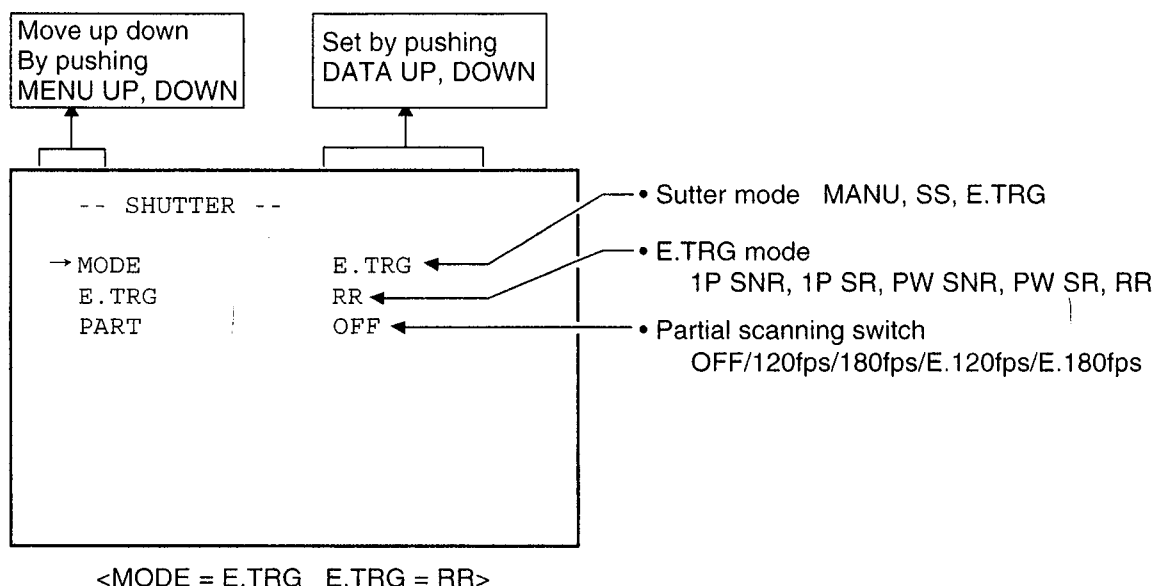 Move up down
By pushing
MENU UP, DOWN
Set by pushing
DATA UP, DOWN
-- SHUTTER --
→ MODE E.TRG
E.TRG RR
PART OFF
• Sutter mode MANU, SS, E.TRG
• E.TRG mode
1P SNR, 1P SR, PW SNR, PW SR, RR
• Partial scanning switch
OFF/120fps/180fps/E.120fps/E.180fps
<MODE = E.TRG E.TRG = RR>